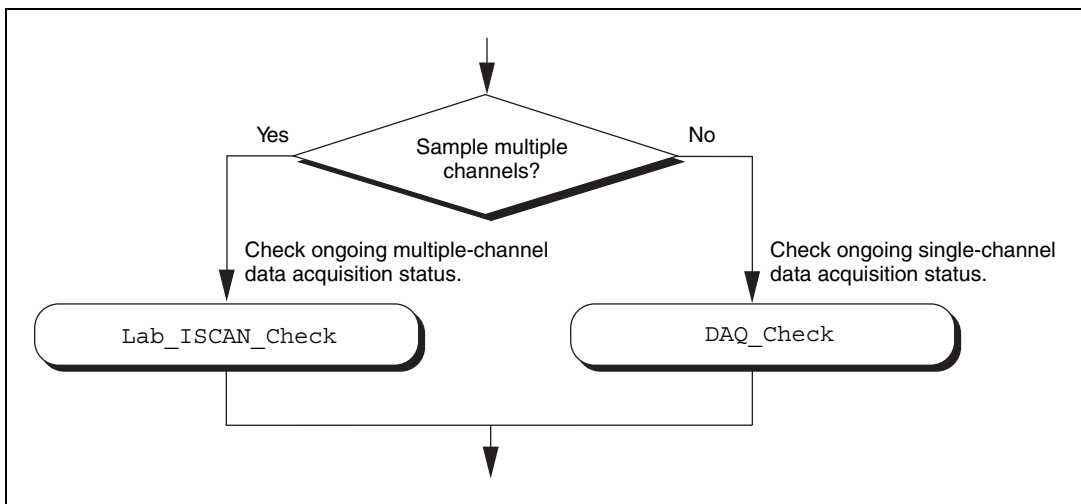 Sample multiple
channels?
Yes
No
Check ongoing multiple-channel
data acquisition status.
Check ongoing single-channel
data acquisition status.
Lab_ISCAN_Check
DAQ_Check